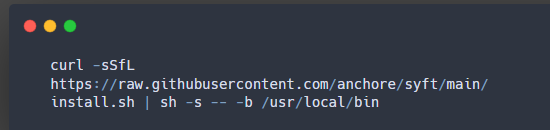 curl -sSfL
https://raw.githubusercontent.com/anchore/syft/main/
install.sh | sh -s -- -b /usr/local/bin